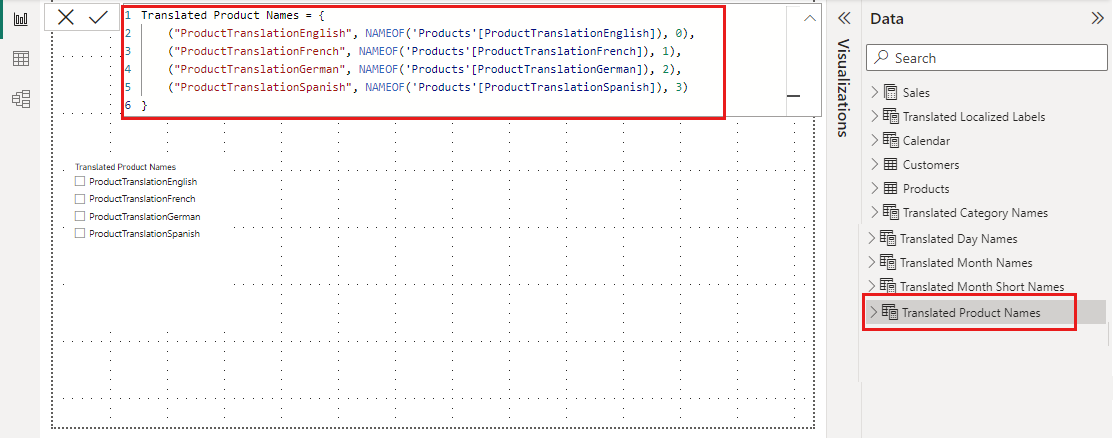 1 Translated Product Names = {
2 ("ProductTranslationEnglish", NAMEOF('Products'[ProductTranslationEnglish]), 0),
3 ("ProductTranslationFrench", NAMEOF('Products'[ProductTranslationFrench]), 1),
4 ("ProductTranslationGerman", NAMEOF('Products'[ProductTranslationGerman]), 2),
5 ("ProductTranslationSpanish", NAMEOF('Products'[ProductTranslationSpanish]), 3)
6 }
Translated Product Names
ProductTranslationEnglish
ProductTranslationFrench
ProductTranslationGerman
ProductTranslationSpanish
Visualizations
Data
Search
Sales
Translated Localized Labels
Calendar
Customers
Products
Translated Category Names
Translated Day Names
Translated Month Names
Translated Month Short Names
Translated Product Names